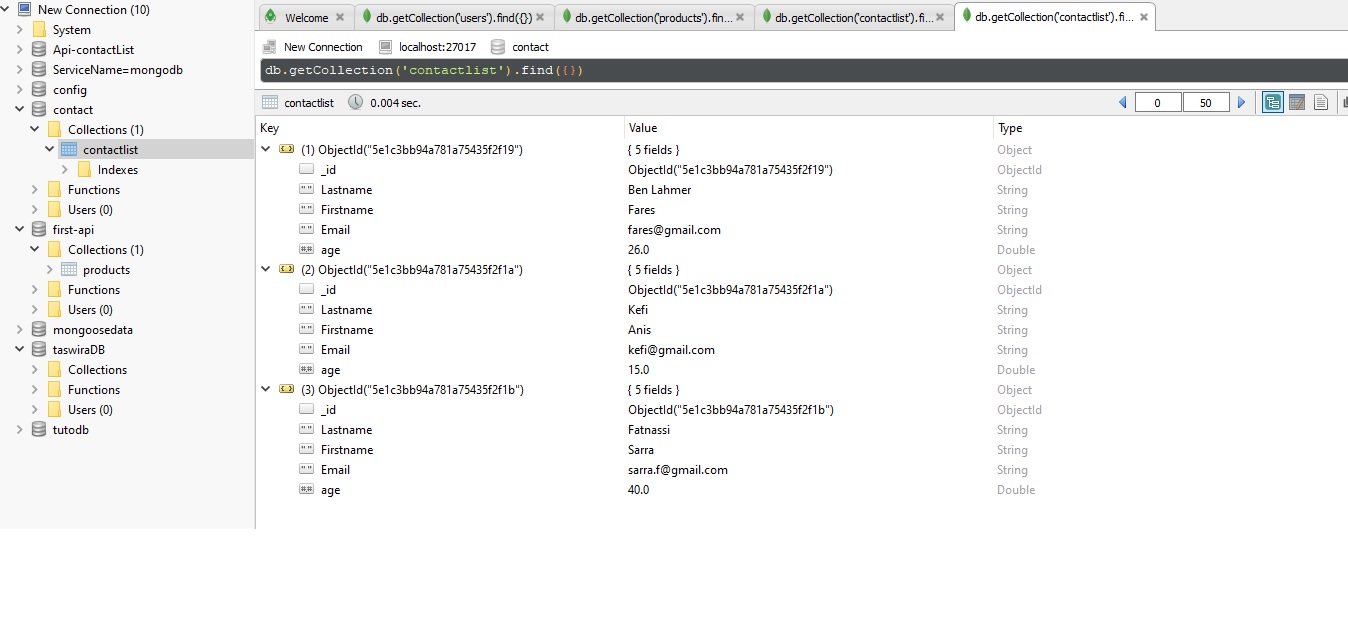 New Connection (10)
System
Api-contactList
ServiceName=mongodb
config
contact
Collections (1)
contactlist
Indexes
Functions
Users (0)
first-api
Collections (1)
products
Functions
Users (0)
mongoosedata
taswiraDB
Collections
Functions
Users (0)
tutodb
Welcome db.getCollection('users').find({}) db.getCollection('products').fin... db.getCollection('contactlist').fi... db.getCollection('contactlist').fi...
New Connection localhost:27017 contact
db.getCollection('contactlist').find({})
contactlist 0.004 sec. 0 50
Key Value Type
(1) ObjectId("5e1c3bb94a781a75435f2f19") { 5 fields } Object
_id ObjectId("5e1c3bb94a781a75435f2f19") ObjectId
Lastname Ben Lahmer String
Firstname Fares String
Email fares@gmail.com String
age 26.0 Double
(2) ObjectId("5e1c3bb94a781a75435f2f1a") { 5 fields } Object
_id ObjectId("5e1c3bb94a781a75435f2f1a") ObjectId
Lastname Kefi String
Firstname Anis String
Email kefi@gmail.com String
age 15.0 Double
(3) ObjectId("5e1c3bb94a781a75435f2f1b") { 5 fields } Object
_id ObjectId("5e1c3bb94a781a75435f2f1b") ObjectId
Lastname Fatnassi String
Firstname Sarra String
Email sarra.f@gmail.com String
age 40.0 Double